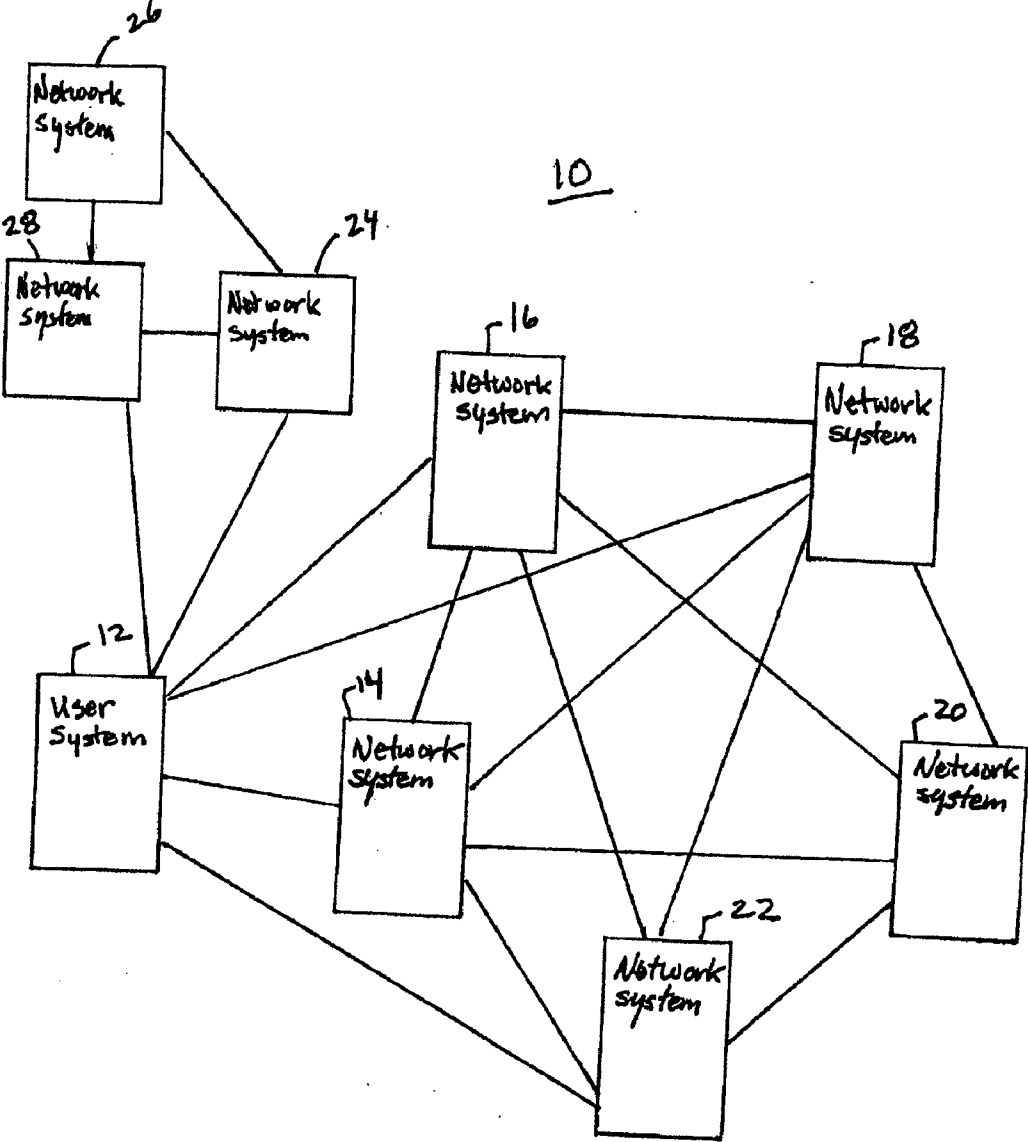 26
Network
system
10
28
24
Network
system
Network
system
16
18
Network
system
Network
system
12
14
20
User
System
Network
system
Network
system
22
Network
system